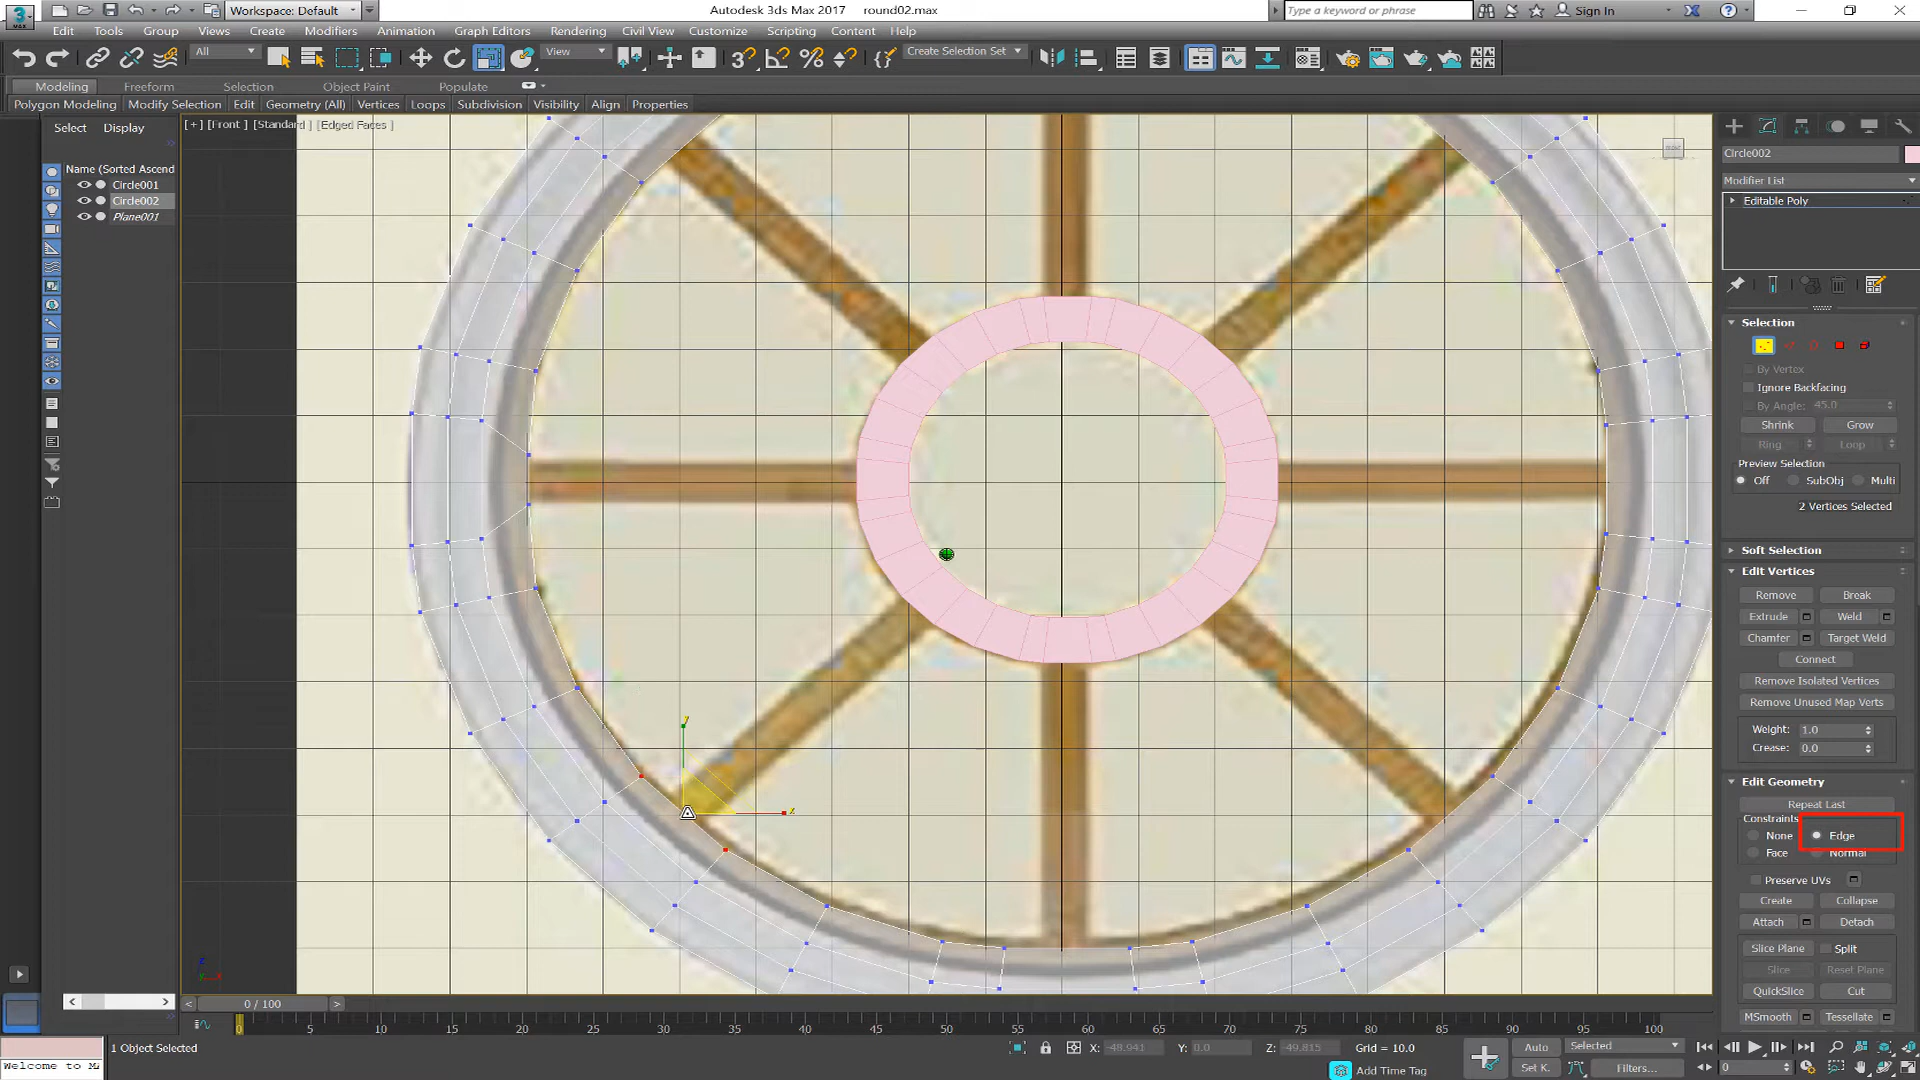 3
Workspace: Default
Autodesk 3ds Max 2017 round02.max
Type a keyword or phrase
Sign In
Edit Tools Group Views Create Modifiers Animation Graph Editors Rendering Civil View Customize Scripting Content Help
All
View
Create Selection Set
Modeling Freeform Object Paint Populate
Polygon Modeling Modify Selection Edit Geometry (All) Vertices Loops Subdivision Visibility Align Properties
Select Display
Name (Sorted Ascend
Circle001
Circle002
Plane001
[+] [Front] [Standard] [Edged Faces]
FRONT
y
x
z
y x
Circle002
Modifier List
Editable Poly
Selection
By Vertex
Ignore Backfacing
By Angle: 45.0
Shrink Grow
Ring Loop
Preview Selection
Off SubObj Multi
2 Vertices Selected
Soft Selection
Edit Vertices
Remove Break
Extrude Weld
Chamfer Target Weld
Connect
Remove Isolated Vertices
Remove Unused Map Verts
Weight: 1.0
Crease: 0.0
Edit Geometry
Repeat Last
Constraints
None Edge
Face Normal
Preserve UVs
Create Collapse
Attach Detach
Slice Plane Split
Slice Reset Plane
QuickSlice Cut
MSmooth Tessellate
< 0 / 100 >
0 5 10 15 20 25 30 35 40 45 50 55 60 65 70 75 80 85 90 95 100
1 Object Selected
X: -48.941 Y: 0.0 Z: -49.815 Grid = 10.0
Auto Selected
Welcome to M
Add Time Tag
Set K. Filters...
0